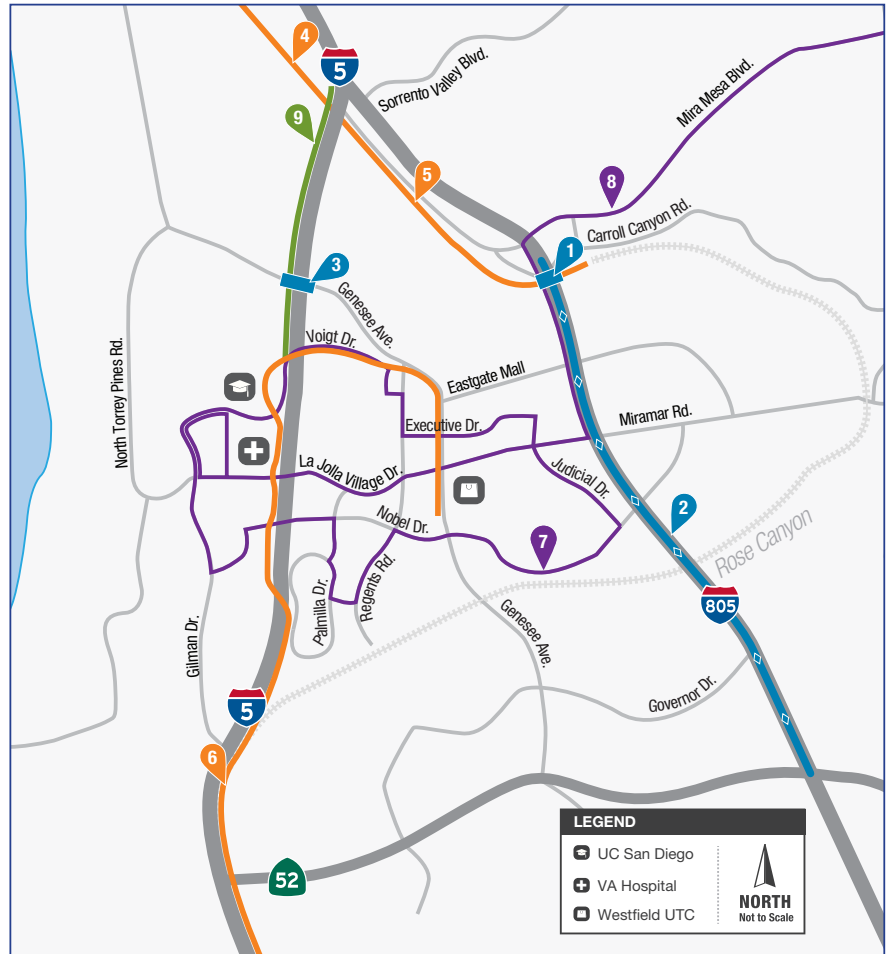 4
5
Sorrento Valley Blvd.
Mira Mesa Blvd.
9
5
8
Carroll Canyon Rd.
1
3
Genesee Ave.
Voigt Dr.
North Torrey Pines Rd.
Eastgate Mall
Miramar Rd.
Executive Dr.
La Jolla Village Dr.
Judicial Dr.
2
Nobel Dr.
7
Rose Canyon
Regents Rd.
Palmilla Dr.
805
Gilman Dr.
Genesee Ave.
Governor Dr.
5
6
52
LEGEND
UC San Diego
VA Hospital
Westfield UTC
NORTH
Not to Scale